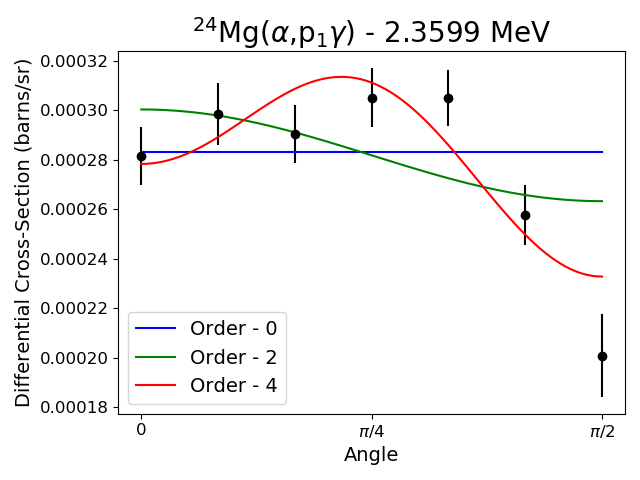 ²⁴Mg(α,p₁γ) - 2.3599 MeV
Differential Cross-Section (barns/sr)
0.00032
0.00030
0.00028
0.00026
0.00024
0.00022
0.00020
0.00018
Order - 0
Order - 2
Order - 4
0 π/4 π/2
Angle